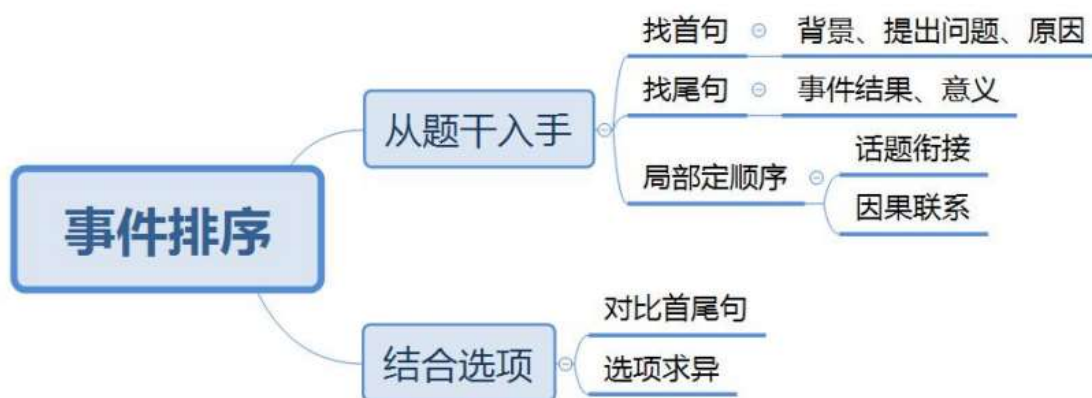 事件排序
从题干入手
找首句
背景、提出问题、原因
找尾句
事件结果、意义
局部定顺序
话题衔接
因果联系
结合选项
对比首尾句
选项求异